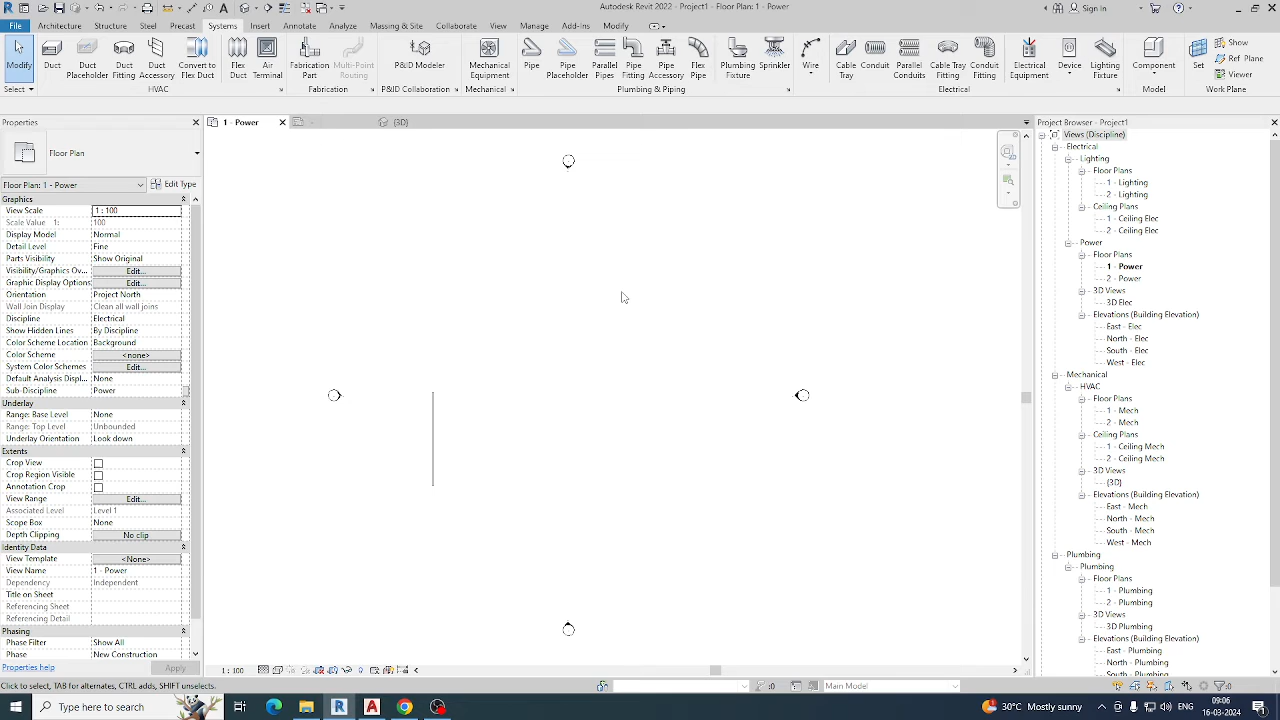 Autodesk Revit 2022 - Project1 - Floor Plan: 1 - Power
Sign In
File Architecture Structure Steel Precast Systems Insert Annotate Analyze Massing & Site Collaborate View Manage Add-Ins Modify
Modify
Duct
Duct Placeholder
Duct Fitting
Duct Accessory
Convert to Flex Duct
Flex Duct
Air Terminal
Fabrication Part
Multi-Point Routing
P&ID Modeler
Mechanical Equipment
Pipe
Pipe Placeholder
Parallel Pipes
Pipe Fitting
Pipe Accessory
Flex Pipe
Plumbing Fixture
Sprinkler
Wire
Cable Tray
Conduit
Parallel Conduits
Cable Tray Fitting
Conduit Fitting
Electrical Equipment
Device
Lighting Fixture
Component
Set
Show
Ref Plane
Viewer
Select HVAC Fabrication P&ID Collaboration Mechanical Plumbing & Piping Electrical Model Work Plane
Properties
1 - Power
{3D}
Project Browser - Project1
Floor Plan
Floor Plan: 1 - Power
Edit Type
Graphics
View Scale 1 : 100
Scale Value 1: 100
Display Model Normal
Detail Level Fine
Parts Visibility Show Original
Visibility/Graphics Ov... Edit...
Graphic Display Options Edit...
Orientation Project North
Wall Join Display Clean all wall joins
Discipline Electrical
Show Hidden Lines By Discipline
Color Scheme Location Background
Color Scheme <none>
System Color Schemes Edit...
Default Analysis Displ... None
Sub-Discipline Power
Underlay
Range: Base Level None
Range: Top Level Unbounded
Underlay Orientation Look down
Extents
Crop View
Crop Region Visible
Annotation Crop
View Range Edit...
Associated Level Level 1
Scope Box None
Depth Clipping No clip
Identity Data
View Template <None>
View Name 1 - Power
Dependency Independent
Title on Sheet
Referencing Sheet
Referencing Detail
Phasing
Phase Filter Show All
Phase New Construction
Properties help
Apply
Views (Discipline)
Electrical
Lighting
Floor Plans
1 - Lighting
2 - Lighting
Ceiling Plans
1 - Ceiling Elec
2 - Ceiling Elec
Power
Floor Plans
1 - Power
2 - Power
3D Views
3D Elec
Elevations (Building Elevation)
East - Elec
North - Elec
South - Elec
West - Elec
Mechanical
HVAC
Floor Plans
1 - Mech
2 - Mech
Ceiling Plans
1 - Ceiling Mech
2 - Ceiling Mech
3D Views
{3D}
Elevations (Building Elevation)
East - Mech
North - Mech
South - Mech
West - Mech
Plumbing
Plumbing
Floor Plans
1 - Plumbing
2 - Plumbing
3D Views
3D Plumbing
Elevations (Building Elevation)
East - Plumbing
North - Plumbing
South - Plumbing
1 : 100
Click to select, TAB for alternates, CTRL adds, SHIFT unselects.
:0
Main Model
:0
Type here to search
30°C Mostly sunny
ENG
09:06
16-03-2024